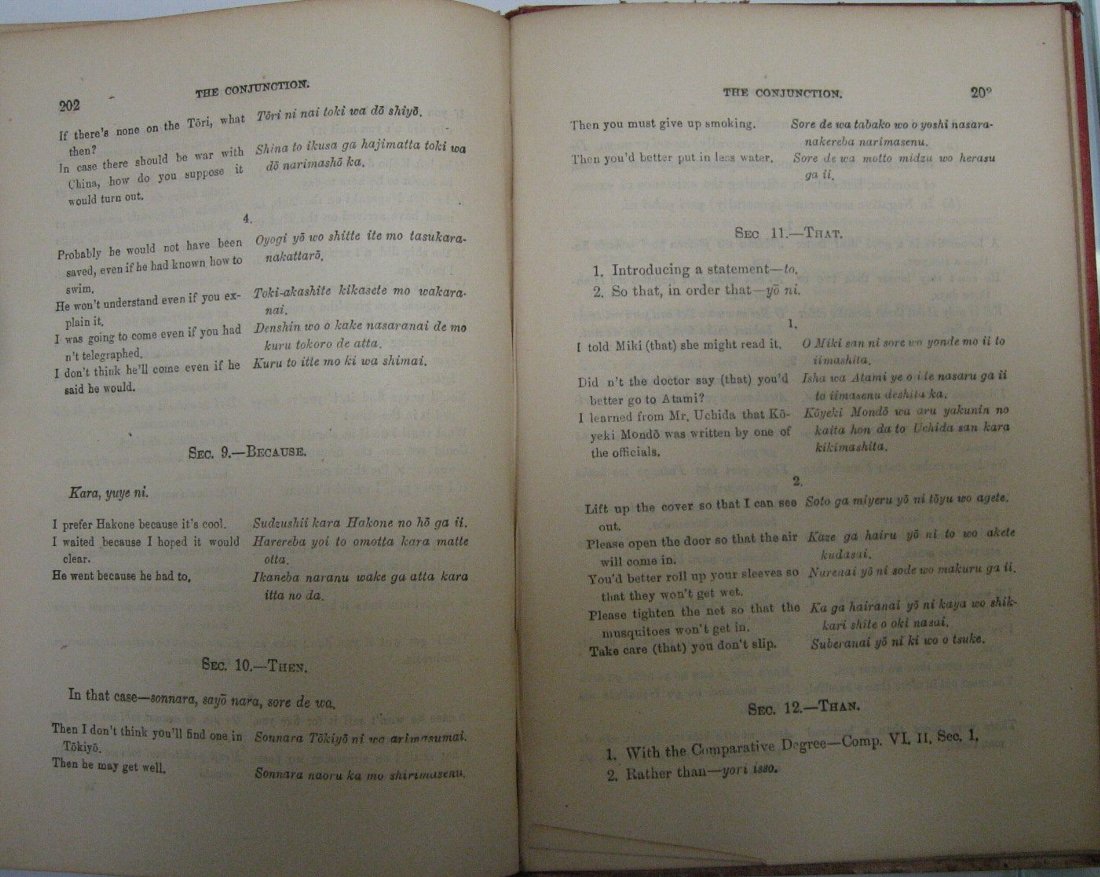 202
THE CONJUNCTION.
If there's none on the Tōri, what
then?
Tōri ni nai toki wa dō shiyō.
In case there should be war with
China, how do you suppose it
would turn out.
Shina to ikusa ga hajimatta toki wa
dō narimashō ka.
4.
Probably he would not have been
saved, even if he had known how to
swim.
Oyogi yō wo shitte ite mo tasukara-
nakattarō.
He won't understand even if you ex-
plain it.
Toki-akashite kikasete mo wakara-
nai.
I was going to come even if you had
n't telegraphed.
Denshin wo o kake nasaranai de mo
kuru tokoro de atta.
I don't think he'll come even if he
said he would.
Kuru to itte mo ki wa shimai.
SEC. 9.—BECAUSE.
Kara, yuye ni.
I prefer Hakone because it's cool.
Sudzushii kara Hakone no hō ga ii.
I waited because I hoped it would
clear.
Harereba yoi to omotta kara matte
otta.
He went because he had to.
Ikaneba naranu wake ga atta kara
itta no da.
SEC. 10.—THEN.
In that case—sonnara, sayō nara, sore de wa.
Then I don't think you'll find one in
Tōkiyō.
Sonnara Tōkiyō ni wa arimasumai.
Then he may get well.
Sonnara naoru ka mo shirimasenu.
THE CONJUNCTION.
20
Then you must give up smoking.
Sore de wa tabako wo o yoshi nasara-
nakereba narimasenu.
Then you'd better put in less water.
Sore de wa motto midzu wo herasu
ga ii.
SEC 11.—THAT.
1. Introducing a statement—to.
2. So that, in order that—yō ni.
1.
I told Miki (that) she might read it.
O Miki san ni sore wo yonde mo ii to
iimashita.
Did n't the doctor say (that) you'd
better go to Atami?
Isha wa Atami ye o ide nasaru ga ii
to iimasenu deshita ka.
I learned from Mr. Uchida that Kō-
yeki Mondō was written by one of
the officials.
Kōyeki Mondō wa aru yakunin no
kaita hon da to Uchida san kara
kikimashita.
2.
Lift up the cover so that I can see
out.
Soto ga miyeru yō ni tōyu wo agete.
Please open the door so that the air
will come in.
Kaze ga hairu yō ni to wo akete
kudasai.
You'd better roll up your sleeves so
that they won't get wet.
Nurenai yō ni sode wo makuru ga ii.
Please tighten the net so that the
musquitoes won't get in.
Ka ga hairanai yō ni kaya wo shik-
kari shite o oki nasai.
Take care (that) you don't slip.
Suberanai yō ni ki wo o tsuke.
SEC. 12.—THAN.
1. With the Comparative Degree—Comp. VI, II, Sec. 1.
2. Rather than—yori isso.